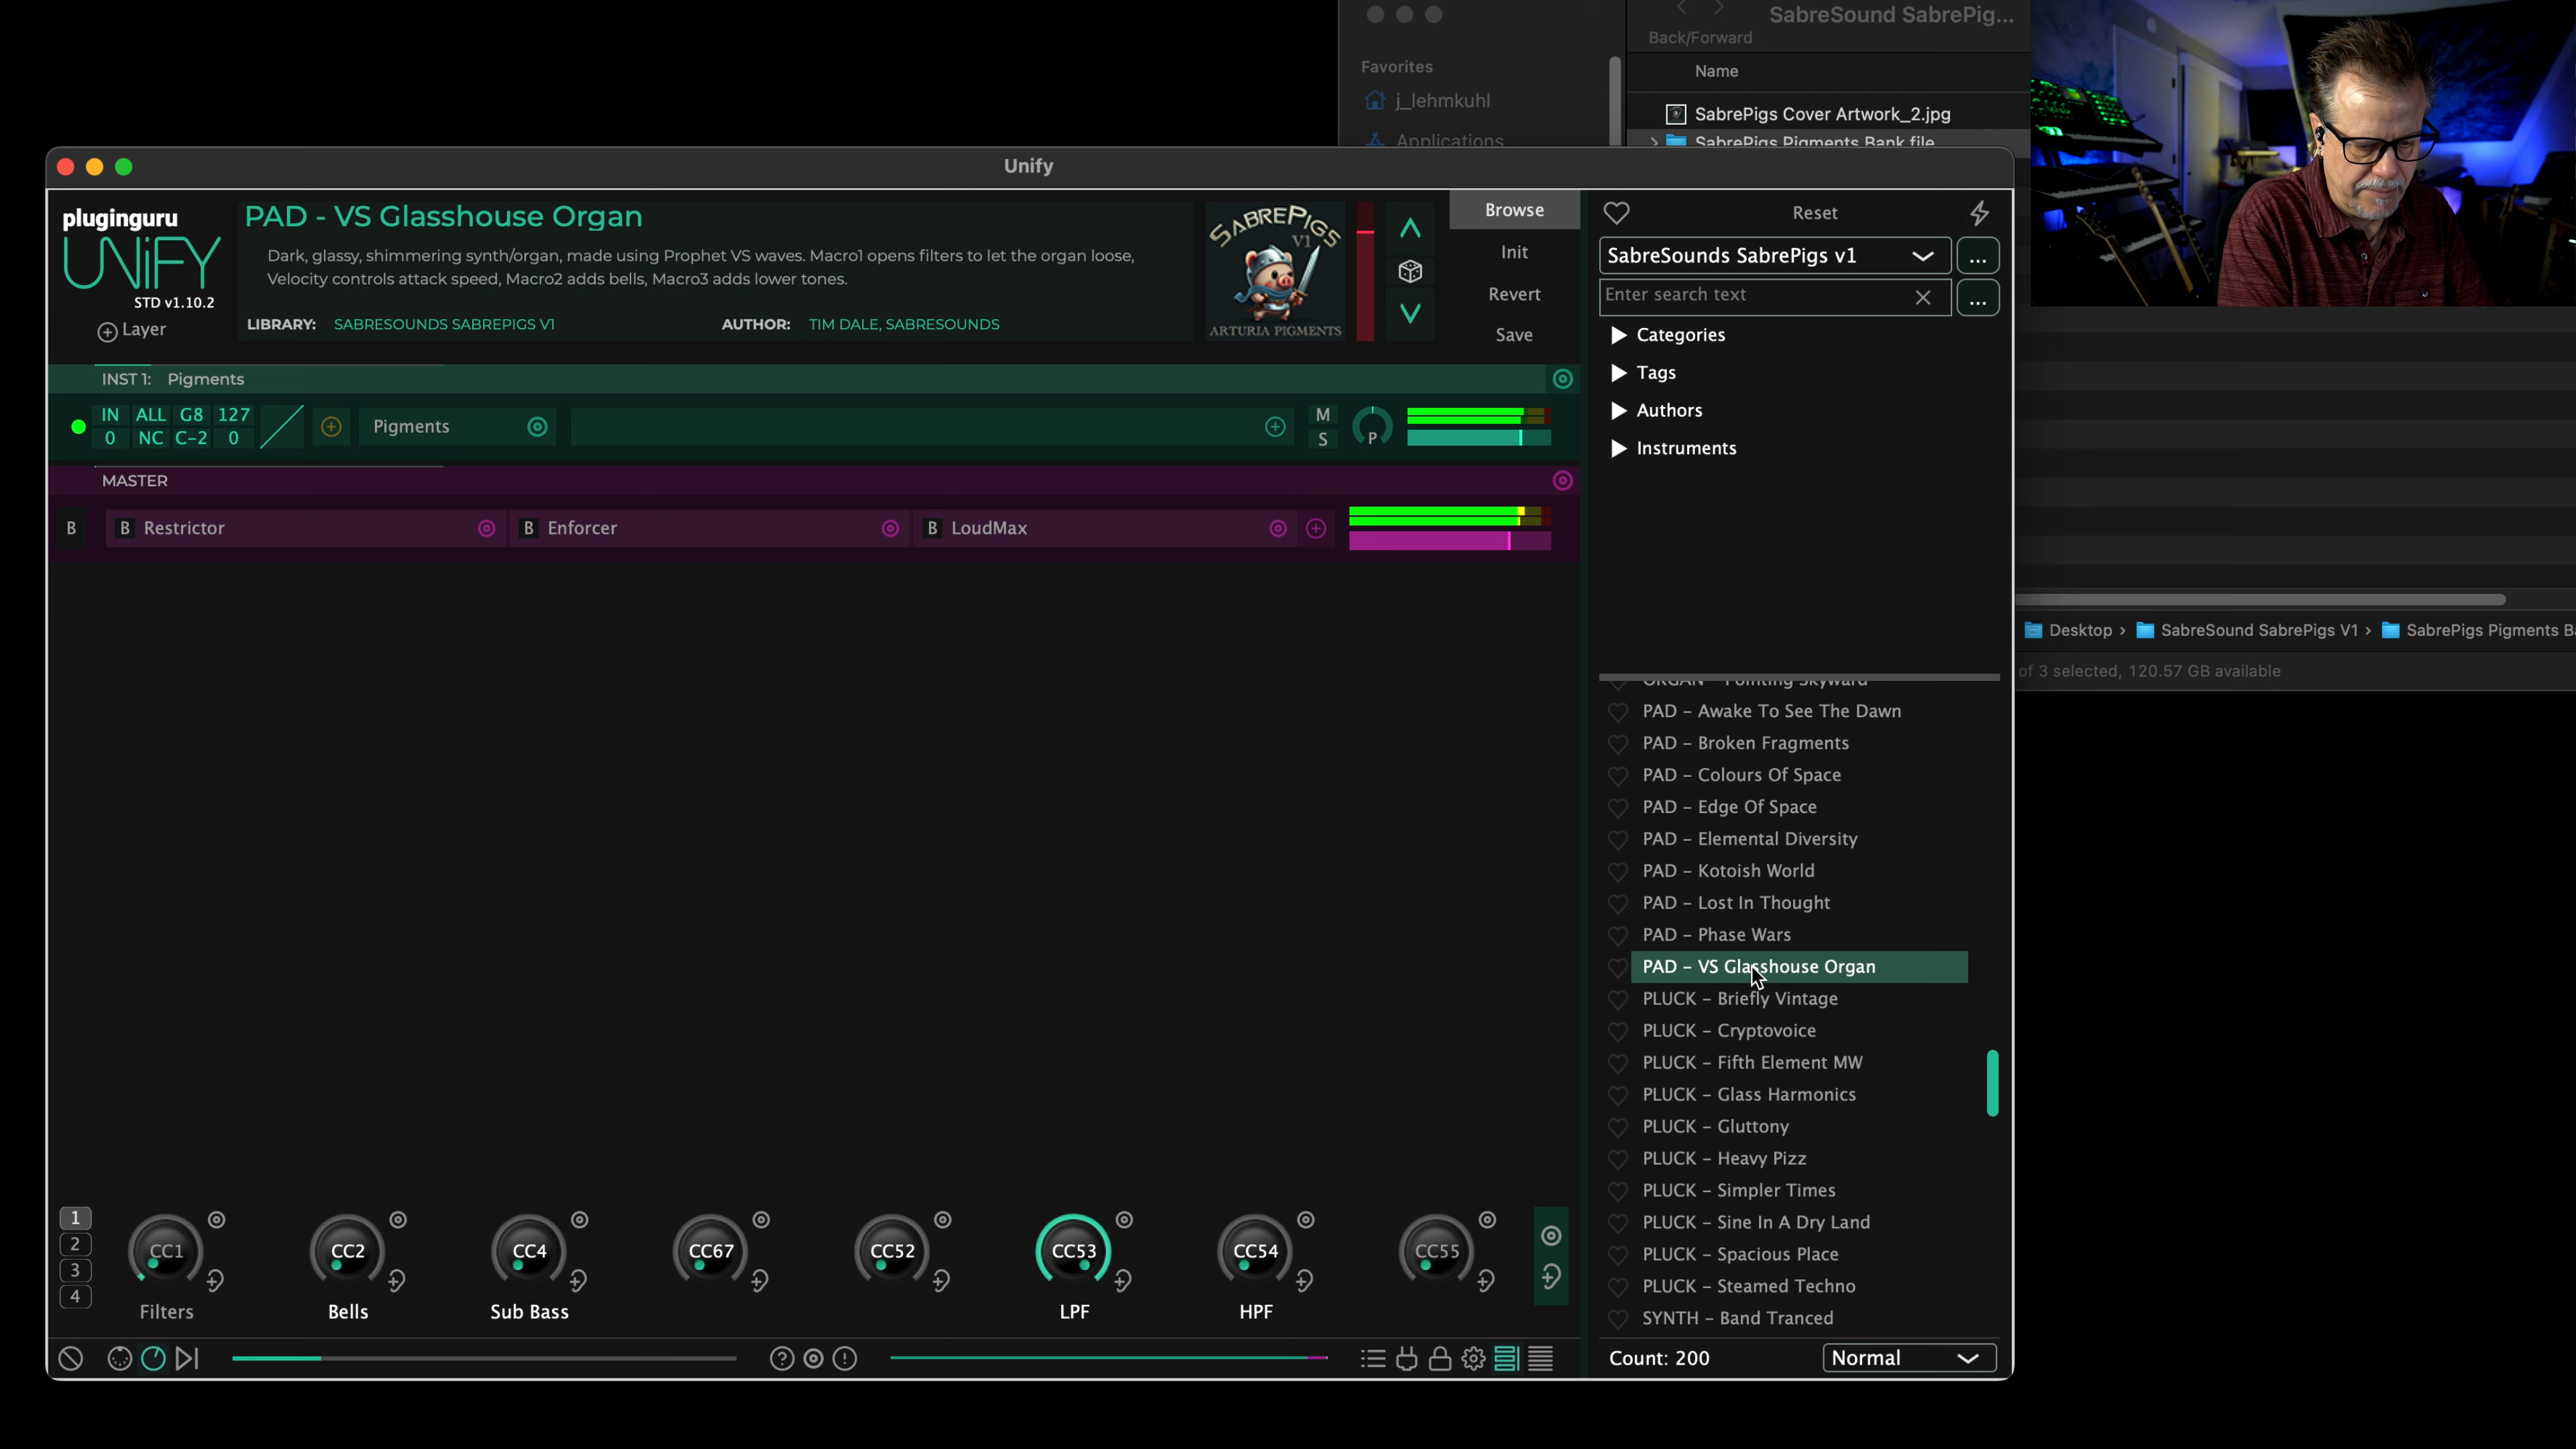 SabreSound SabrePig...
Back/Forward
Favorites
Name
j_lehmkuhl
SabrePigs Cover Artwork_2.jpg
Applications
SabrePigs Pigments Bank file
Unify
pluginguru
UNiFY
STD v1.10.2
+ Layer
PAD - VS Glasshouse Organ
Dark, glassy, shimmering synth/organ, made using Prophet VS waves. Macro1 opens filters to let the organ loose,
Velocity controls attack speed, Macro2 adds bells, Macro3 adds lower tones.
LIBRARY: SABRESOUNDS SABREPIGS V1
AUTHOR: TIM DALE, SABRESOUNDS
SABREPIGS
V1
ARTURIA PIGMENTS
Browse
Init
Revert
Save
Reset
SabreSounds SabrePigs v1
...
Enter search text
...
Categories
Tags
Authors
Instruments
INST 1: Pigments
IN ALL G8 127
0 NC C-2 0
Pigments
M
S
P
MASTER
B
B Restrictor
B Enforcer
B LoudMax
Desktop › SabreSound SabrePigs V1 › SabrePigs Pigments Ba
of 3 selected, 120.57 GB available
ORGAN – Pointing Skyward
PAD – Awake To See The Dawn
PAD – Broken Fragments
PAD – Colours Of Space
PAD – Edge Of Space
PAD – Elemental Diversity
PAD – Kotoish World
PAD – Lost In Thought
PAD – Phase Wars
PAD – VS Glasshouse Organ
PLUCK – Briefly Vintage
PLUCK – Cryptovoice
PLUCK – Fifth Element MW
PLUCK – Glass Harmonics
PLUCK – Gluttony
PLUCK – Heavy Pizz
PLUCK – Simpler Times
PLUCK – Sine In A Dry Land
PLUCK – Spacious Place
PLUCK – Steamed Techno
SYNTH – Band Tranced
Count: 200
Normal
1
2
3
4
CC1
Filters
CC2
Bells
CC4
Sub Bass
CC67
CC52
CC53
LPF
CC54
HPF
CC55